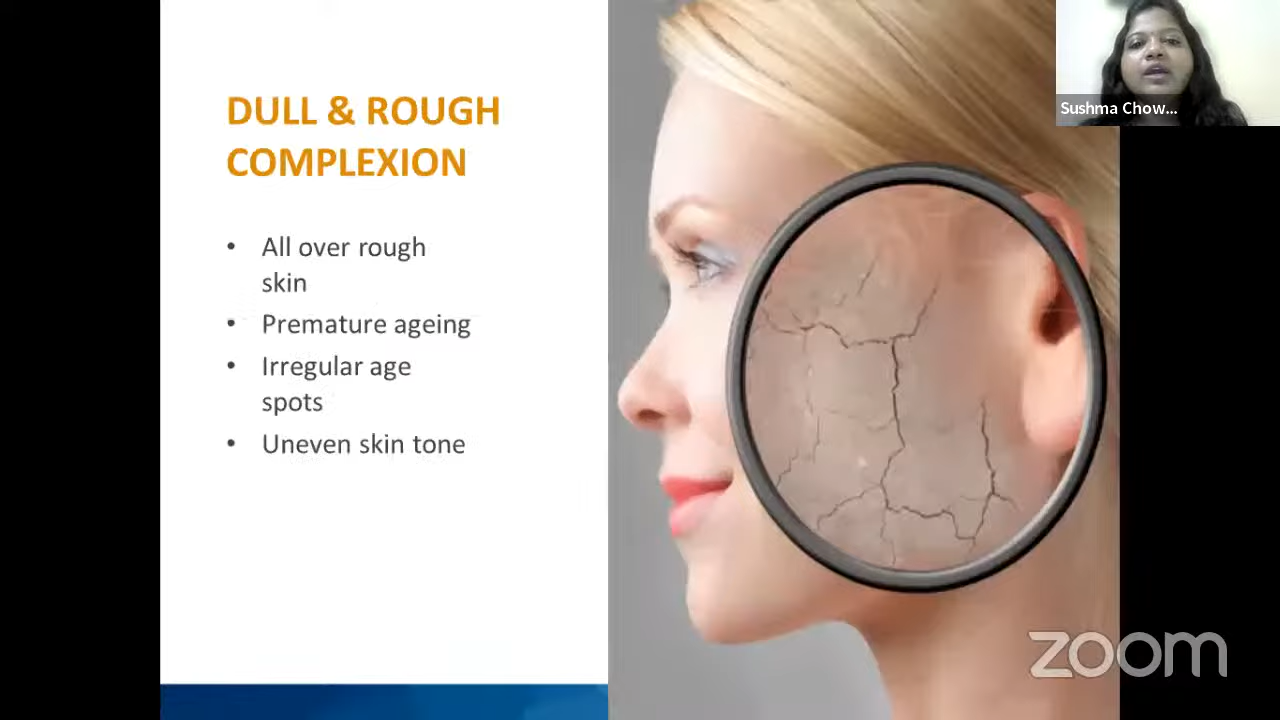 DULL & ROUGH
COMPLEXION
• All over rough
skin
• Premature ageing
• Irregular age
spots
• Uneven skin tone
Sushma Chow...
zoom